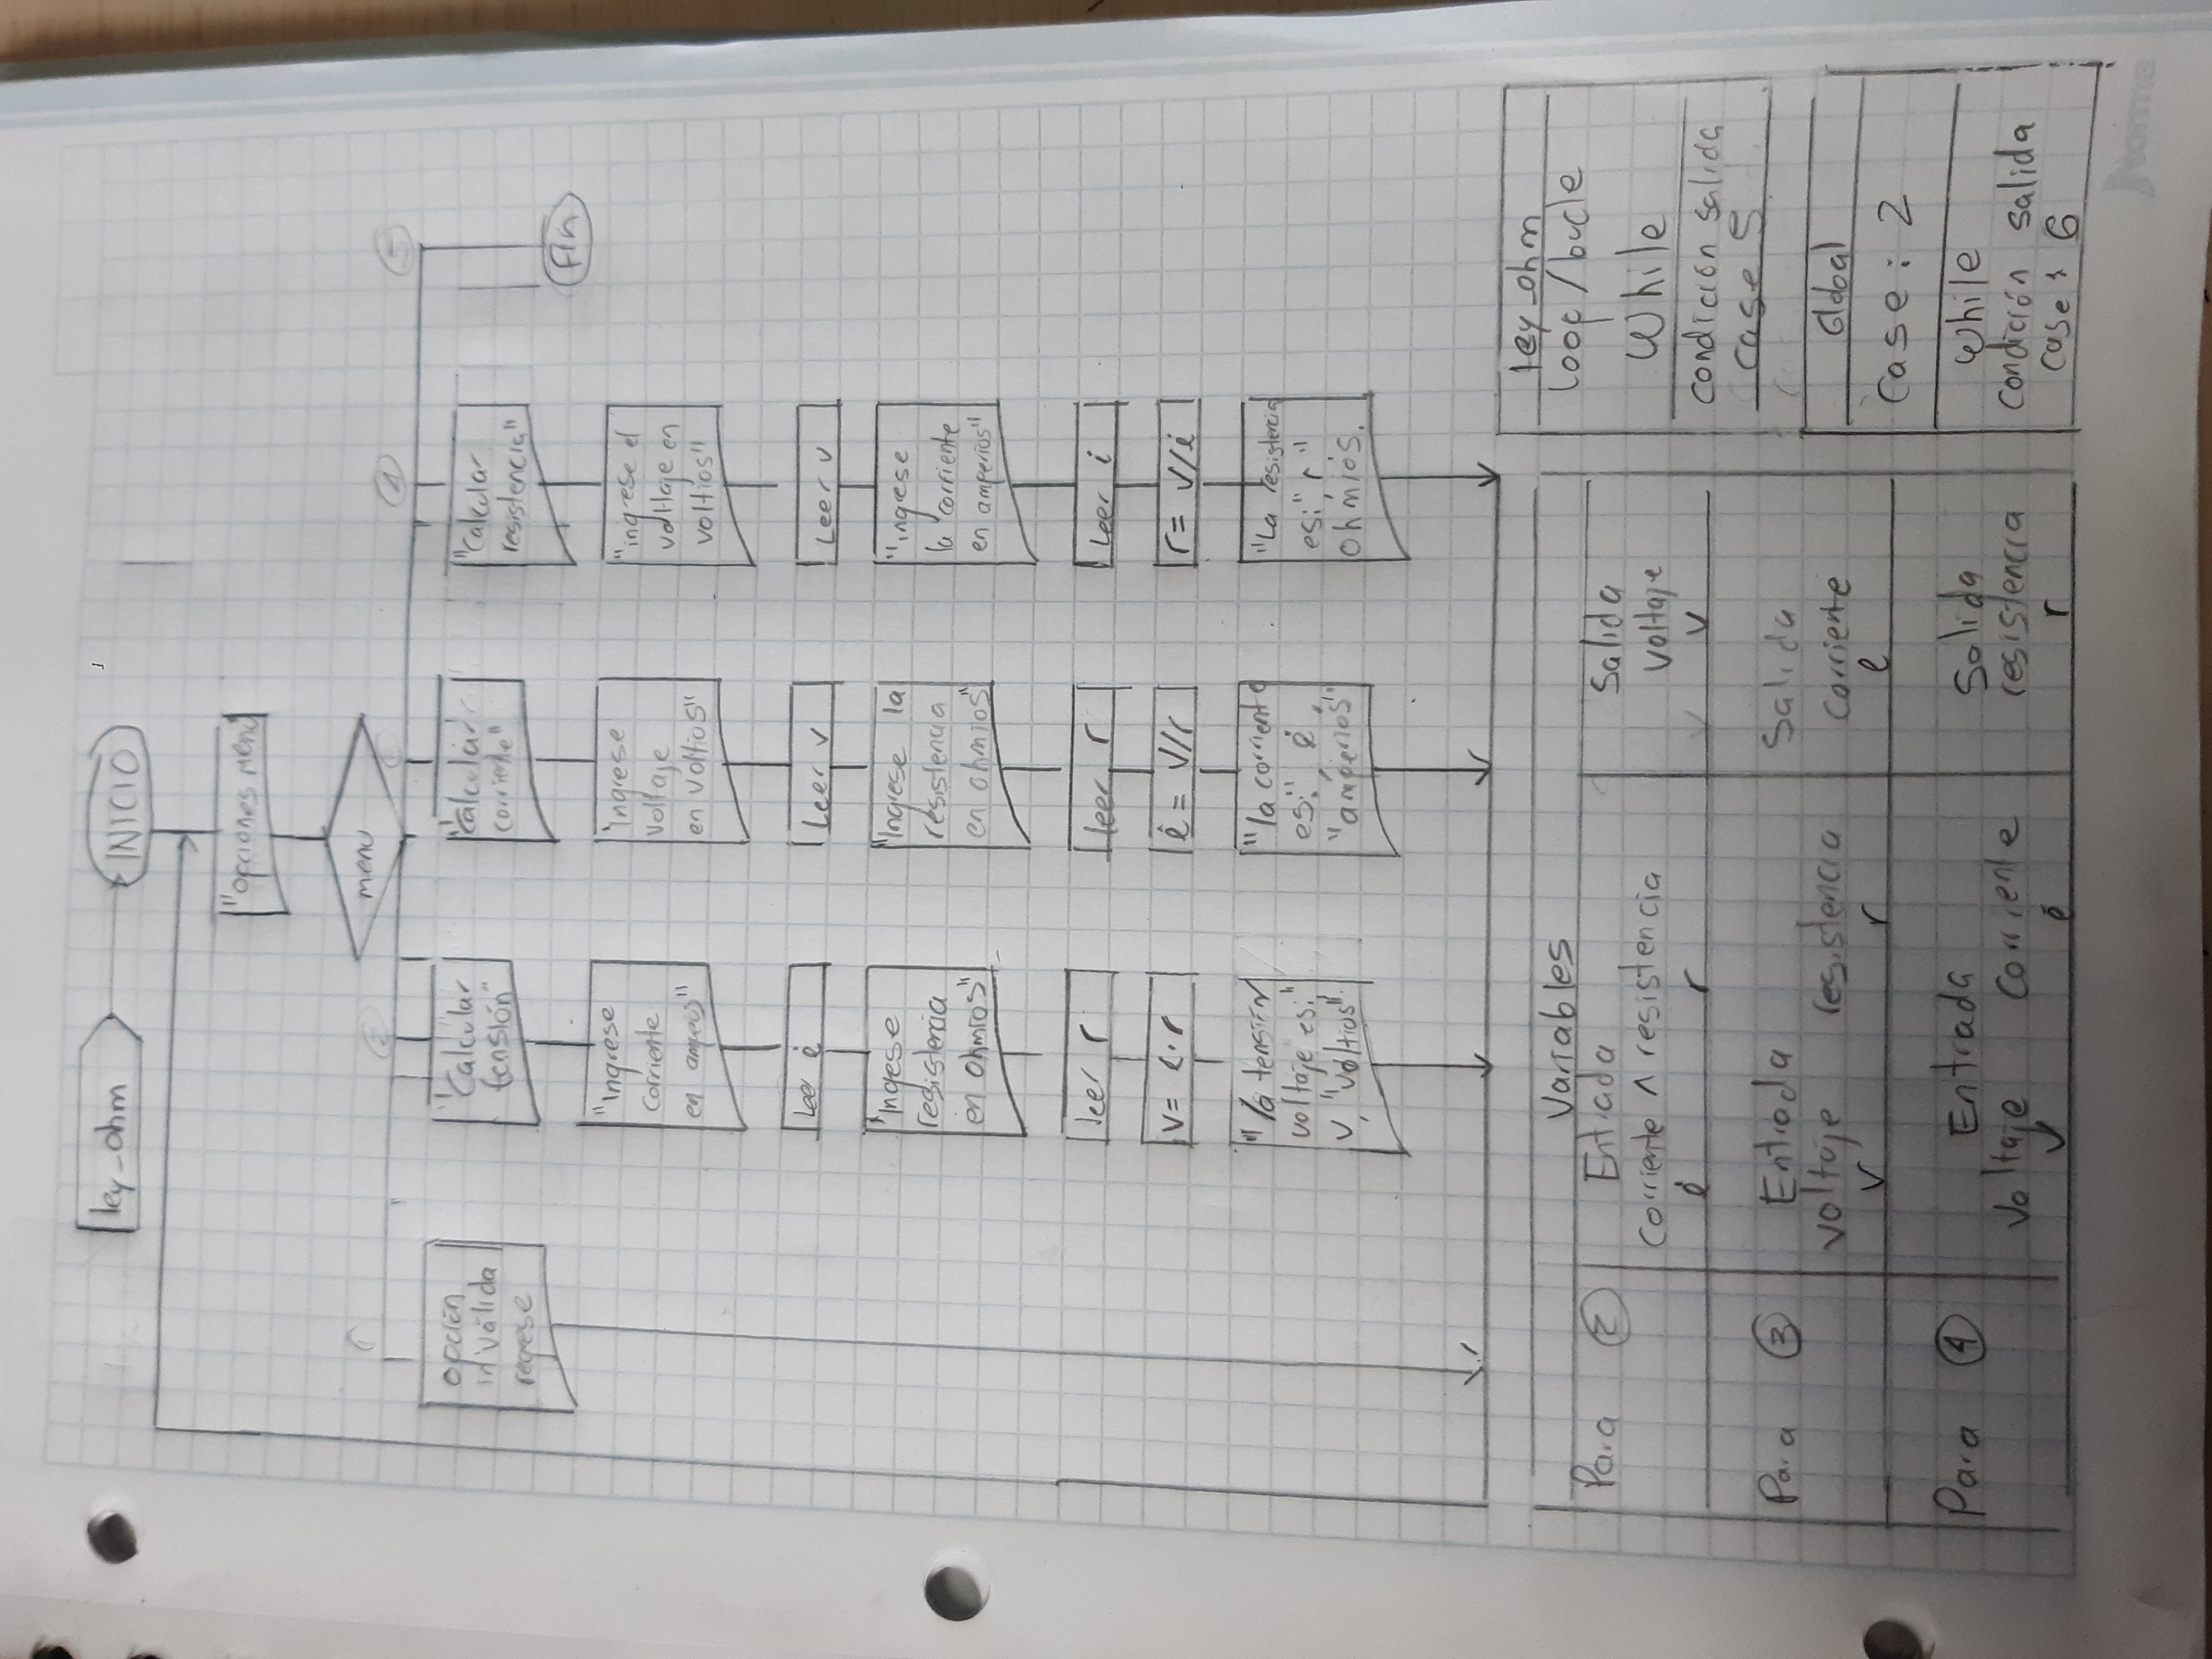 ley_ohm
INICIO
"opciones menú
menu
1
2
4
5
opción
inválida
regese
"Calcular
tensión"
"Calcular
corriente"
"Calcular
resistencia"
Fin
"Ingrese
corriente
en
"Ingrese
voltaje
en voltios"
"ingrese el
voltaje en
voltios"
Leer i
Leer v
Leer v
"Ingese
resistencia
en ohmios"
"Ingrese la
resistencia
en ohmios"
"ingrese
la corriente
en amperios"
leer r
leer r
Leer i
v= i·r
i = v/r
r= v/i
"la tensión
voltaje es:"
v, "voltios"
"la corriente
es:", i,
"amperios"
"La resistencia
es:", r "
ohmios.
Variables
Para 2 Entrada Salida
corriente ∧ resistencia voltaje
i r v
Para 3 Entrada Salida
voltaje resistencia corriente
v r i
Para 4 Entrada Salida
voltaje corriente resistencia
v i r
ley_ohm
loop/bucle
While
condición salida
case 5
Global
Case: 2
While
condición salida
case: 6
Norma